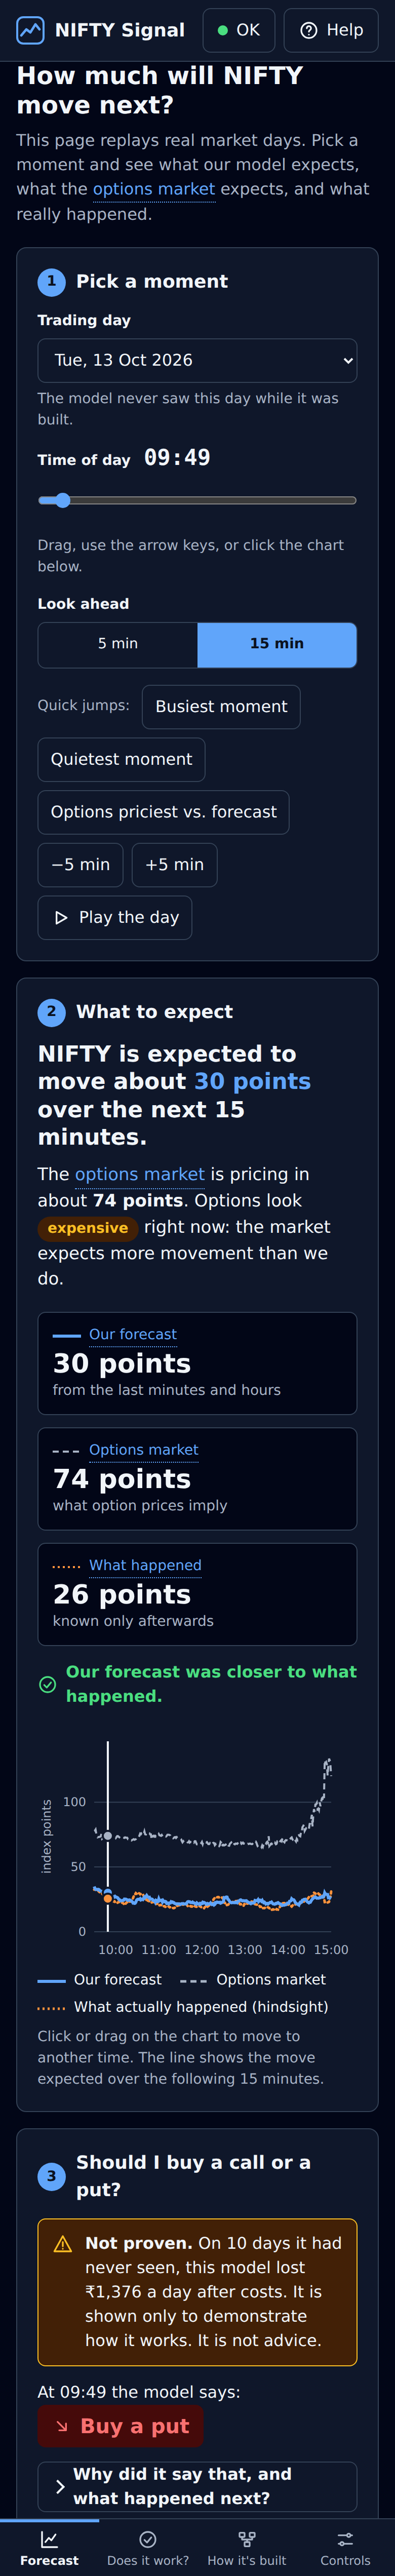 NIFTY Signal
OK
Help
How much will NIFTY
move next?
This page replays real market days. Pick a
moment and see what our model expects,
what the options market expects, and what
really happened.
1
Pick a moment
Trading day
Tue, 13 Oct 2026
The model never saw this day while it was
built.
Time of day 09:49
Drag, use the arrow keys, or click the chart
below.
Look ahead
5 min
15 min
Quick jumps:
Busiest moment
Quietest moment
Options priciest vs. forecast
−5 min
+5 min
Play the day
2
What to expect
NIFTY is expected to
move about 30 points
over the next 15
minutes.
The options market is pricing in
about 74 points. Options look
expensive right now: the market
expects more movement than we
do.
Our forecast
30 points
from the last minutes and hours
Options market
74 points
what option prices imply
What happened
26 points
known only afterwards
Our forecast was closer to what
happened.
index points
100
50
0
10:00 11:00 12:00 13:00 14:00 15:00
Our forecast
Options market
What actually happened (hindsight)
Click or drag on the chart to move to
another time. The line shows the move
expected over the following 15 minutes.
3
Should I buy a call or a
put?
Not proven. On 10 days it had
never seen, this model lost
₹1,376 a day after costs. It is
shown only to demonstrate
how it works. It is not advice.
At 09:49 the model says:
Buy a put
Why did it say that, and
what happened next?
Forecast
Does it work?
How it's built
Controls